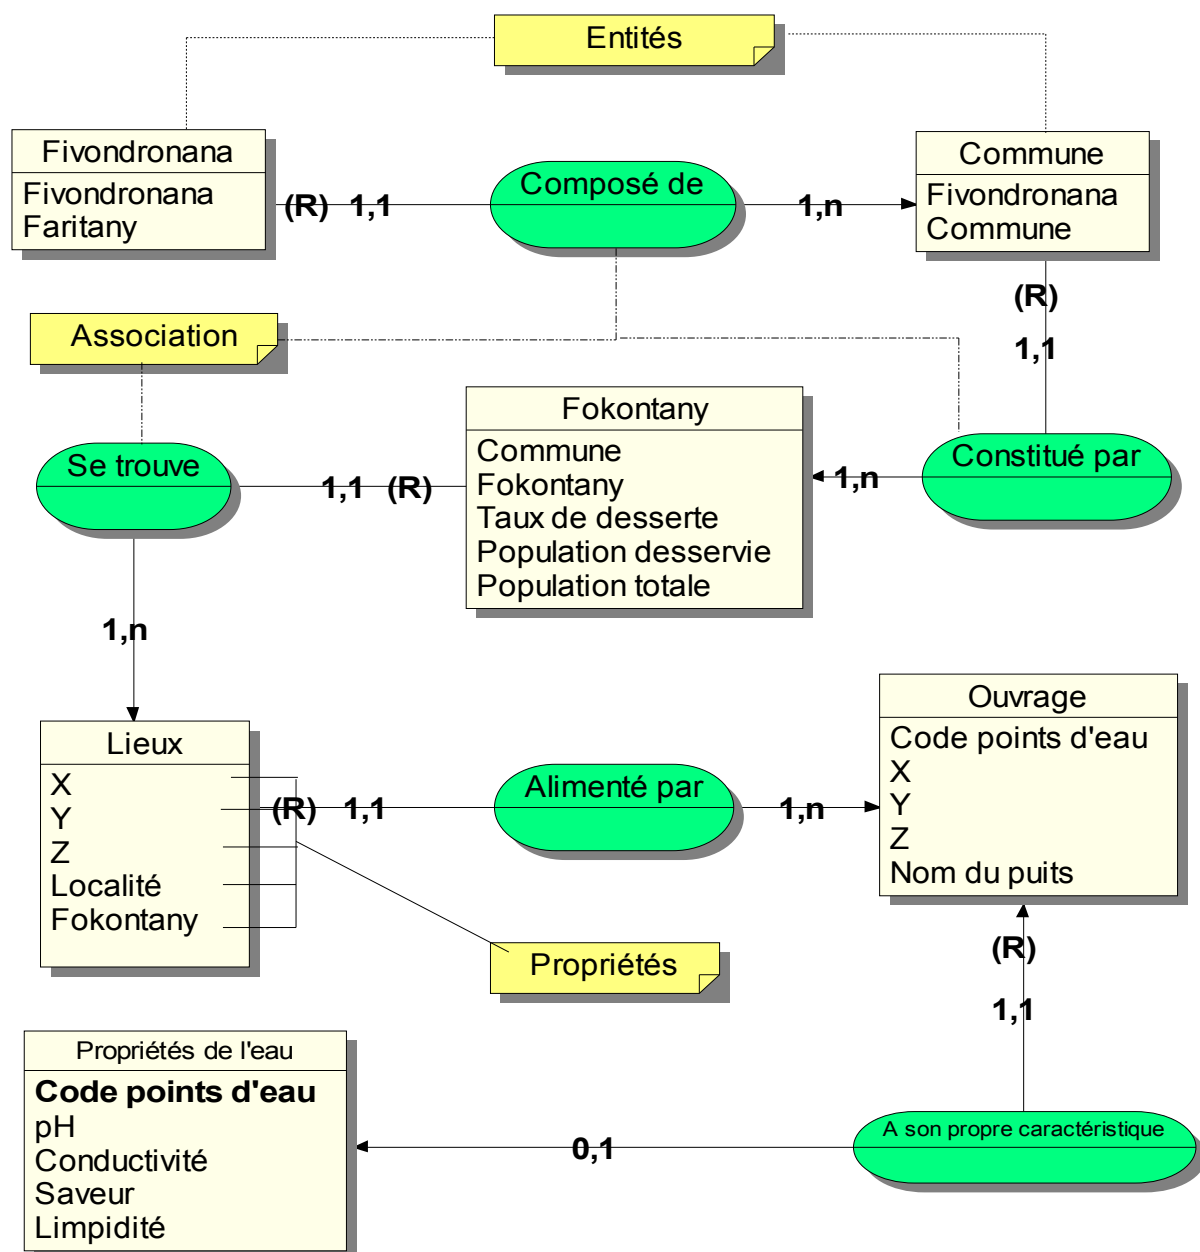 Entités
Fivondronana
Fivondronana
Faritany
(R) 1,1
Composé de
1,n
Commune
Fivondronana
Commune
(R)
1,1
Association
Fokontany
Commune
Fokontany
Taux de desserte
Population desservie
Population totale
Se trouve
1,1 (R)
1,n
Constitué par
1,n
Lieux
X
Y
Z
Localité
Fokontany
(R) 1,1
Alimenté par
1,n
Ouvrage
Code points d'eau
X
Y
Z
Nom du puits
Propriétés
(R)
1,1
Propriétés de l'eau
Code points d'eau
pH
Conductivité
Saveur
Limpidité
0,1
A son propre caractéristique